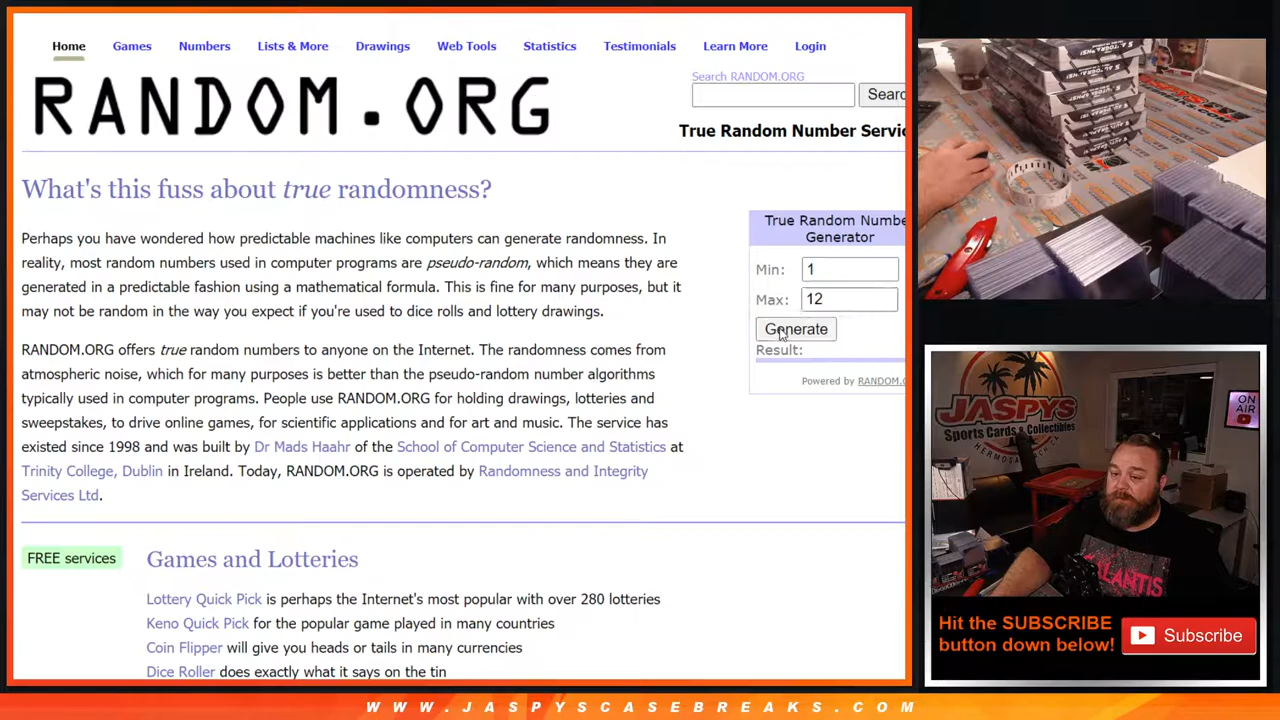 Home Games Numbers Lists & More Drawings Web Tools Statistics Testimonials Learn More Login
RANDOM.ORG
Search RANDOM.ORG
Searc
True Random Number Servic
What's this fuss about true randomness?
Perhaps you have wondered how predictable machines like computers can generate randomness. In
reality, most random numbers used in computer programs are pseudo-random, which means they are
generated in a predictable fashion using a mathematical formula. This is fine for many purposes, but it
may not be random in the way you expect if you're used to dice rolls and lottery drawings.
RANDOM.ORG offers true random numbers to anyone on the Internet. The randomness comes from
atmospheric noise, which for many purposes is better than the pseudo-random number algorithms
typically used in computer programs. People use RANDOM.ORG for holding drawings, lotteries and
sweepstakes, to drive online games, for scientific applications and for art and music. The service has
existed since 1998 and was built by Dr Mads Haahr of the School of Computer Science and Statistics at
Trinity College, Dublin in Ireland. Today, RANDOM.ORG is operated by Randomness and Integrity
Services Ltd.
True Random Numbe
Generator
Min: 1
Max: 12
Generate
Result:
Powered by RANDOM.O
FREE services
Games and Lotteries
Lottery Quick Pick is perhaps the Internet's most popular with over 280 lotteries
Keno Quick Pick for the popular game played in many countries
Coin Flipper will give you heads or tails in many currencies
Dice Roller does exactly what it says on the tin
JASPYS
Sports Cards & Collectibles
ON
AIR
Hit the SUBSCRIBE
button down below!
Subscribe
WWW.JASPYSCASEBREAKS.COM